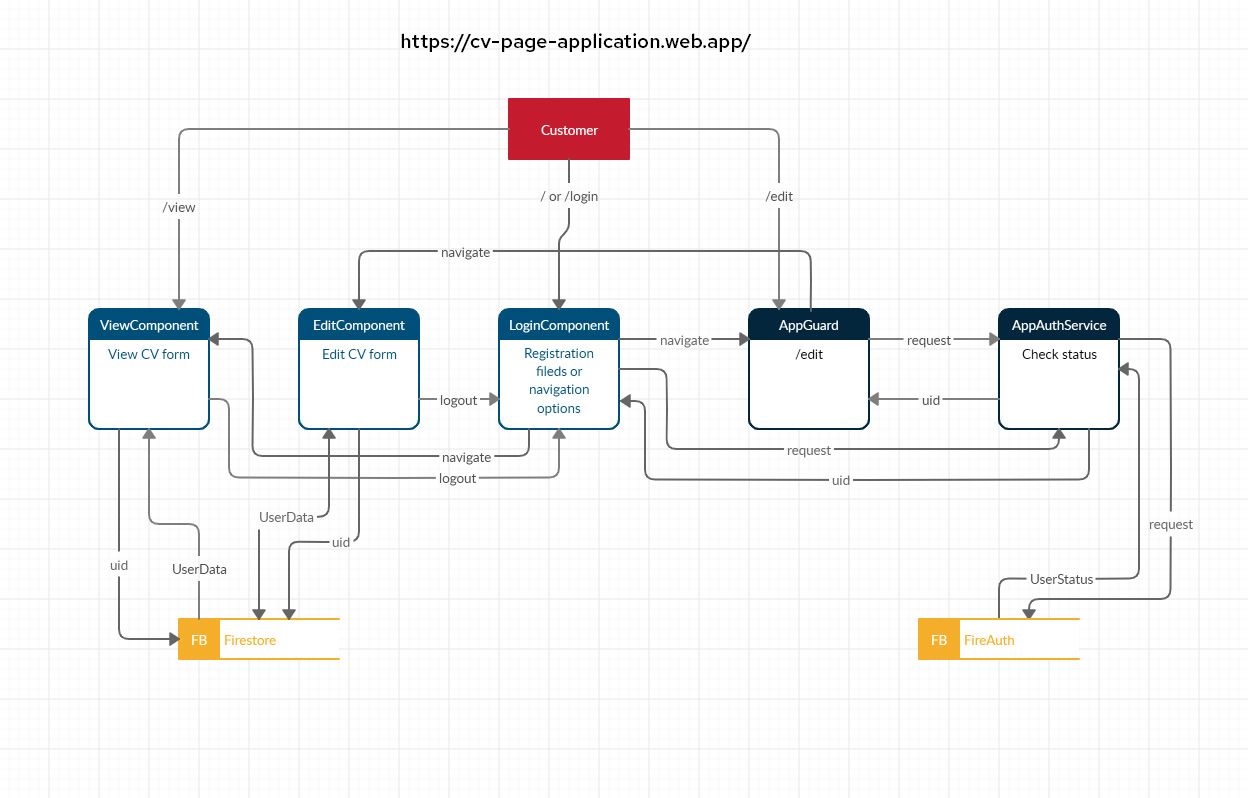 https://cv-page-application.web.app/
Customer
/view
/ or /login
/edit
navigate
ViewComponent
View CV form
EditComponent
Edit CV form
LoginComponent
Registration
fileds or
navigation
options
AppGuard
/edit
AppAuthService
Check status
navigate
request
logout
uid
navigate
request
logout
uid
UserData
uid
request
uid
UserData
UserStatus
FB
Firestore
FB
FireAuth